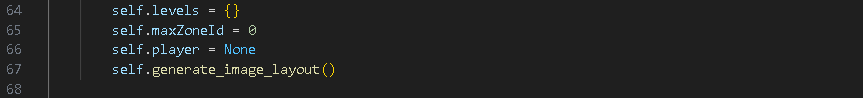 64 self.levels = {}
65 self.maxZoneId = 0
66 self.player = None
67 self.generate_image_layout()
68